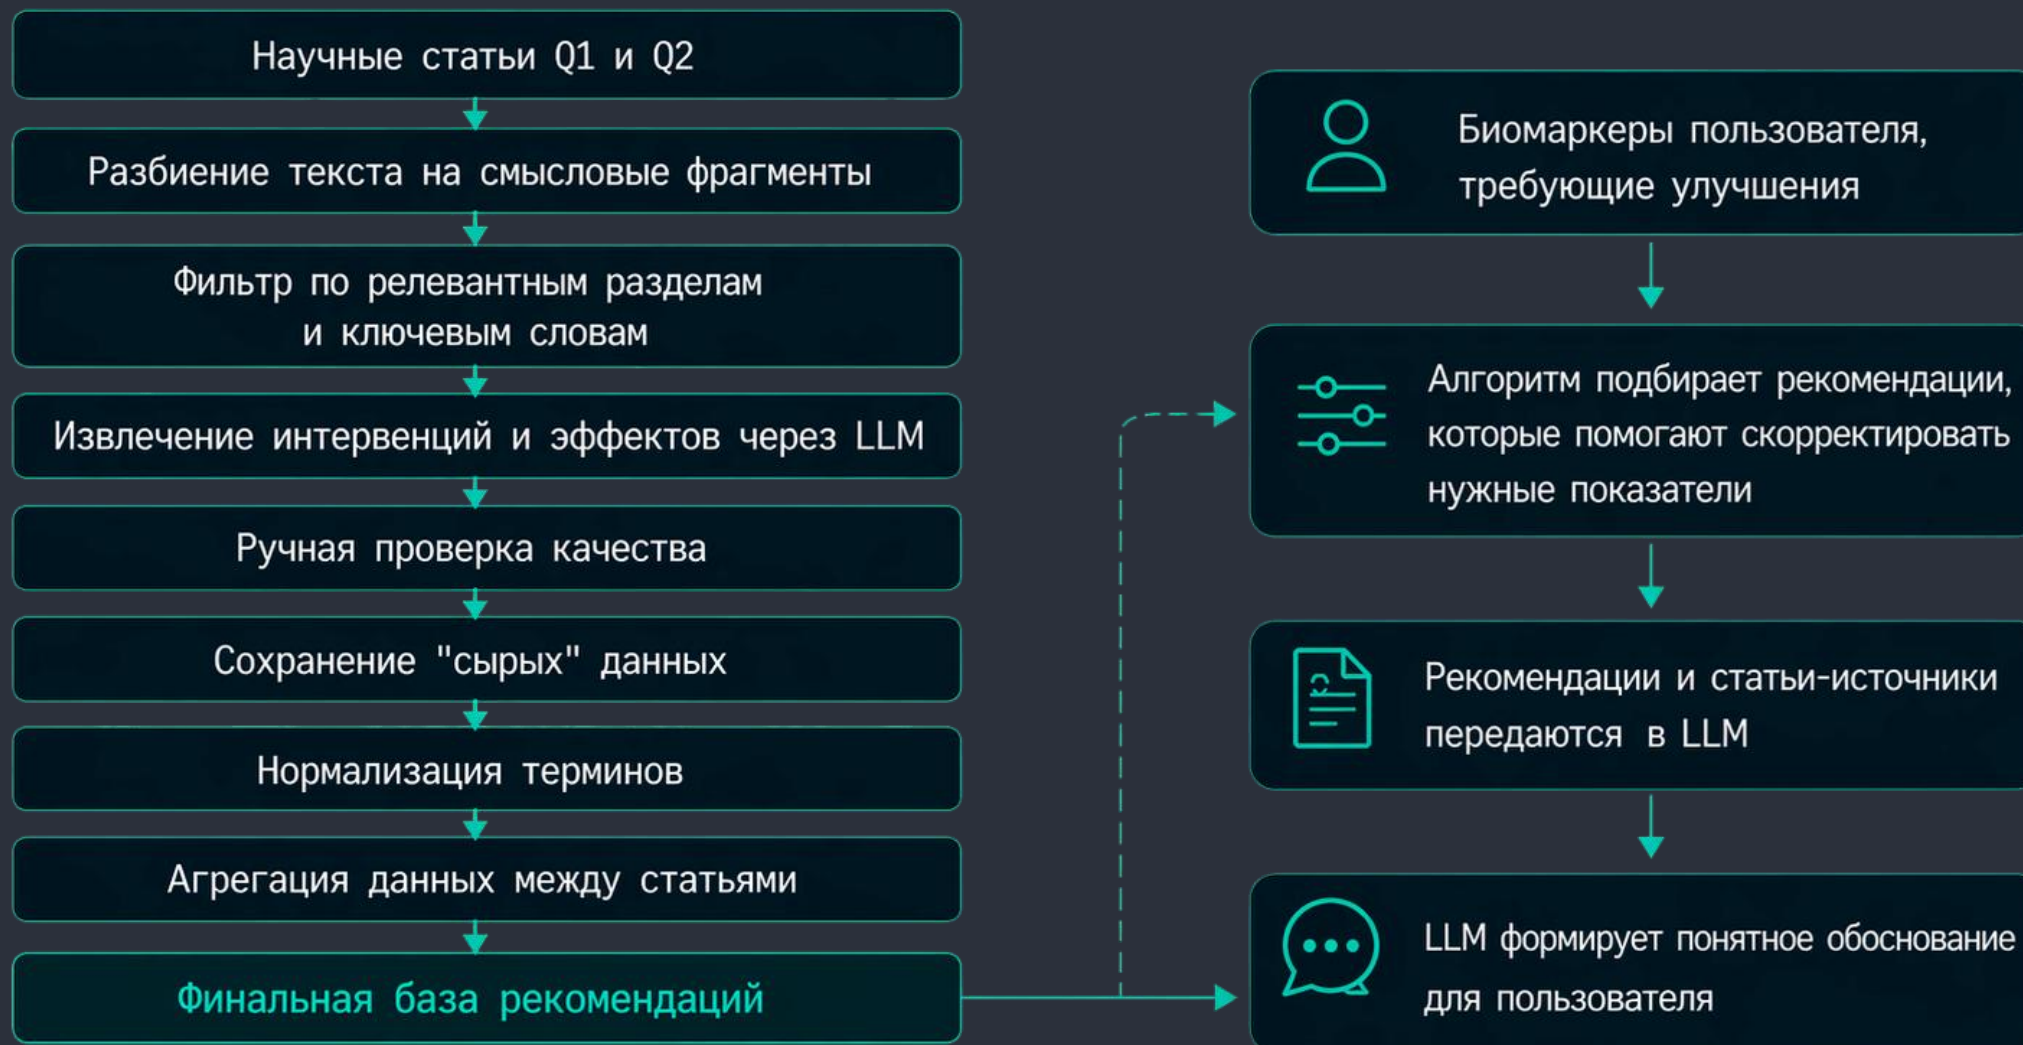 Научные статьи Q1 и Q2
Разбиение текста на смысловые фрагменты
Фильтр по релевантным разделам
и ключевым словам
Извлечение интервенций и эффектов через LLM
Ручная проверка качества
Сохранение "сырых" данных
Нормализация терминов
Агрегация данных между статьями
Финальная база рекомендаций
Биомаркеры пользователя,
требующие улучшения
Алгоритм подбирает рекомендации,
которые помогают скорректировать
нужные показатели
Рекомендации и статьи-источники
передаются в LLM
LLM формирует понятное обоснование
для пользователя